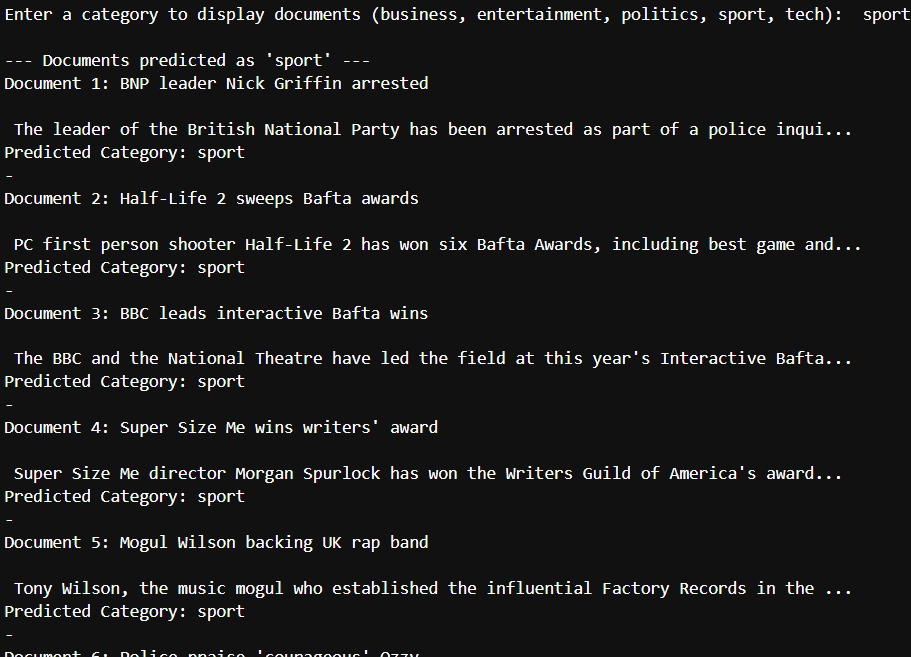 Enter a category to display documents (business, entertainment, politics, sport, tech):  sport
--- Documents predicted as 'sport' ---
Document 1: BNP leader Nick Griffin arrested
The leader of the British National Party has been arrested as part of a police inqui...
Predicted Category: sport
-
Document 2: Half-Life 2 sweeps Bafta awards
PC first person shooter Half-Life 2 has won six Bafta Awards, including best game and...
Predicted Category: sport
-
Document 3: BBC leads interactive Bafta wins
The BBC and the National Theatre have led the field at this year's Interactive Bafta...
Predicted Category: sport
-
Document 4: Super Size Me wins writers' award
Super Size Me director Morgan Spurlock has won the Writers Guild of America's award...
Predicted Category: sport
-
Document 5: Mogul Wilson backing UK rap band
Tony Wilson, the music mogul who established the influential Factory Records in the ...
Predicted Category: sport
-
Document 6: Police praise 'courageous' Ozzy